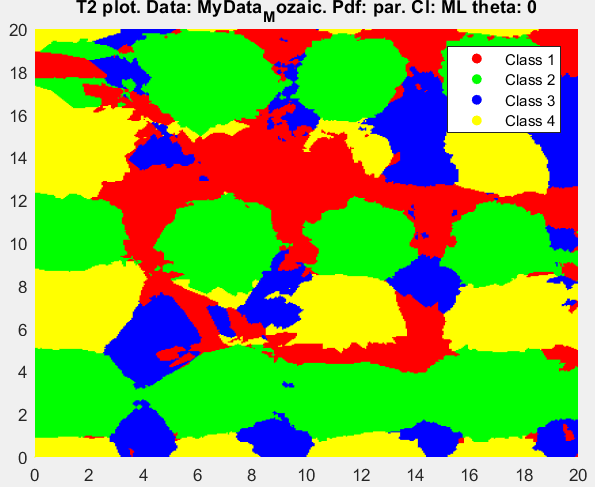 T2 plot. Data: MyData_Mozaic. Pdf: par. Cl: ML theta: 0
20
18
16
14
12
10
8
6
4
2
0
Class 1
Class 2
Class 3
Class 4
0 2 4 6 8 10 12 14 16 18 20